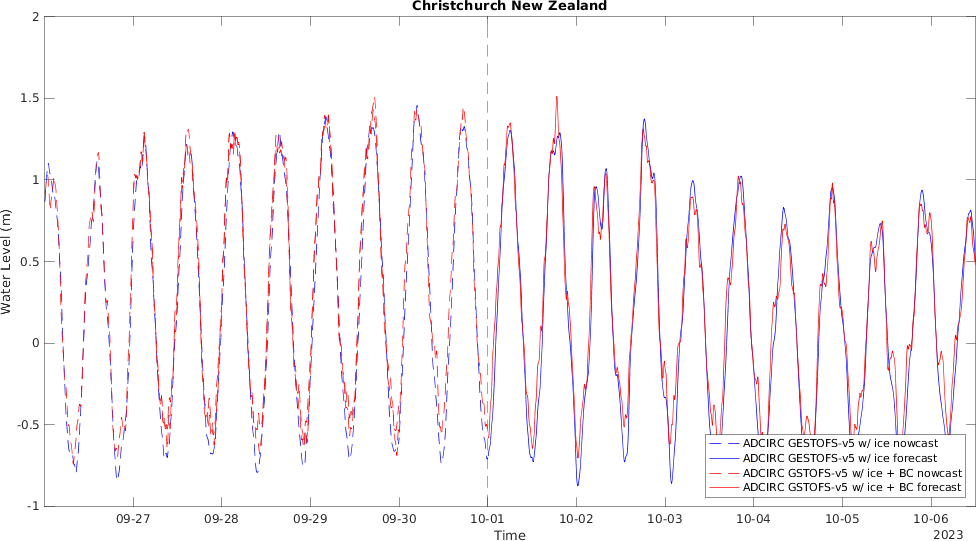 Christchurch New Zealand
2
1.5
1
0.5
0
-0.5
-1
Water Level (m)
09-27
09-28
09-29
09-30
10-01
10-02
10-03
10-04
10-05
10-06
Time
2023
ADCIRC GESTOFS-v5 w/ ice nowcast
ADCIRC GESTOFS-v5 w/ ice forecast
ADCIRC GSTOFS-v5 w/ ice + BC nowcast
ADCIRC GSTOFS-v5 w/ ice + BC forecast